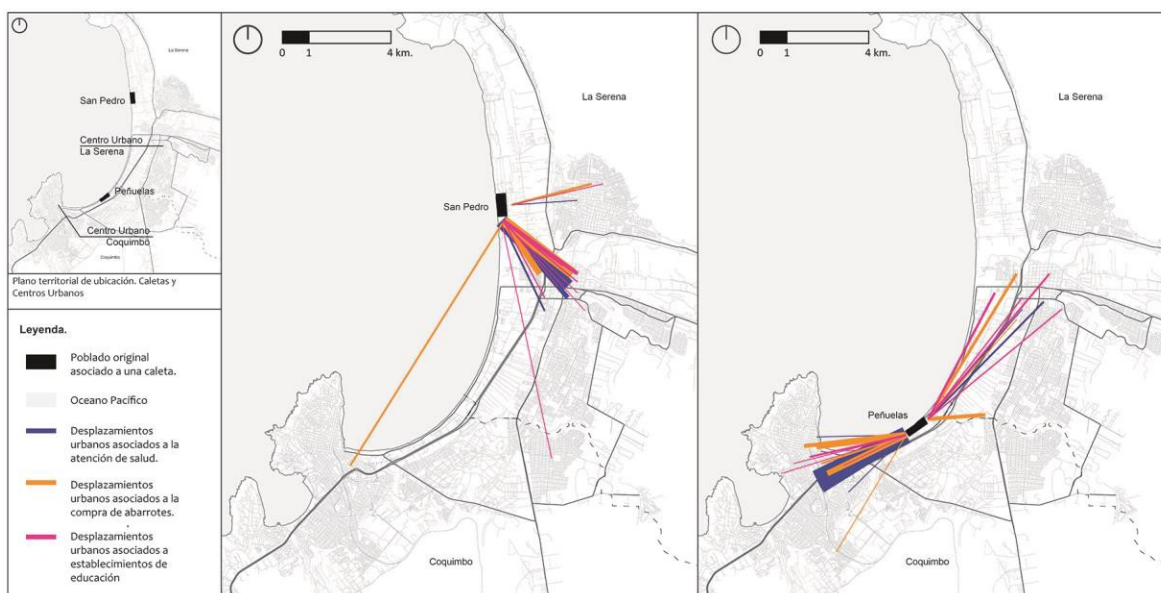 La Serena
San Pedro
Centro Urbano
La Serena
Peñuelas
Centro Urbano
Coquimbo
Coquimbo
Plano territorial de ubicación. Caletas y
Centros Urbanos
Leyenda.
Poblado original
asociado a una caleta.
Oceano Pacífico
Desplazamientos
urbanos asociados a la
atención de salud.
Desplazamientos
urbanos asociados a la
compra de abarrotes.
.
Desplazamientos
urbanos asociados a
establecimientos de
educación
0 1 4 km.
La Serena
San Pedro
Coquimbo
0 1 4 km.
La Serena
Peñuelas
Coquimbo